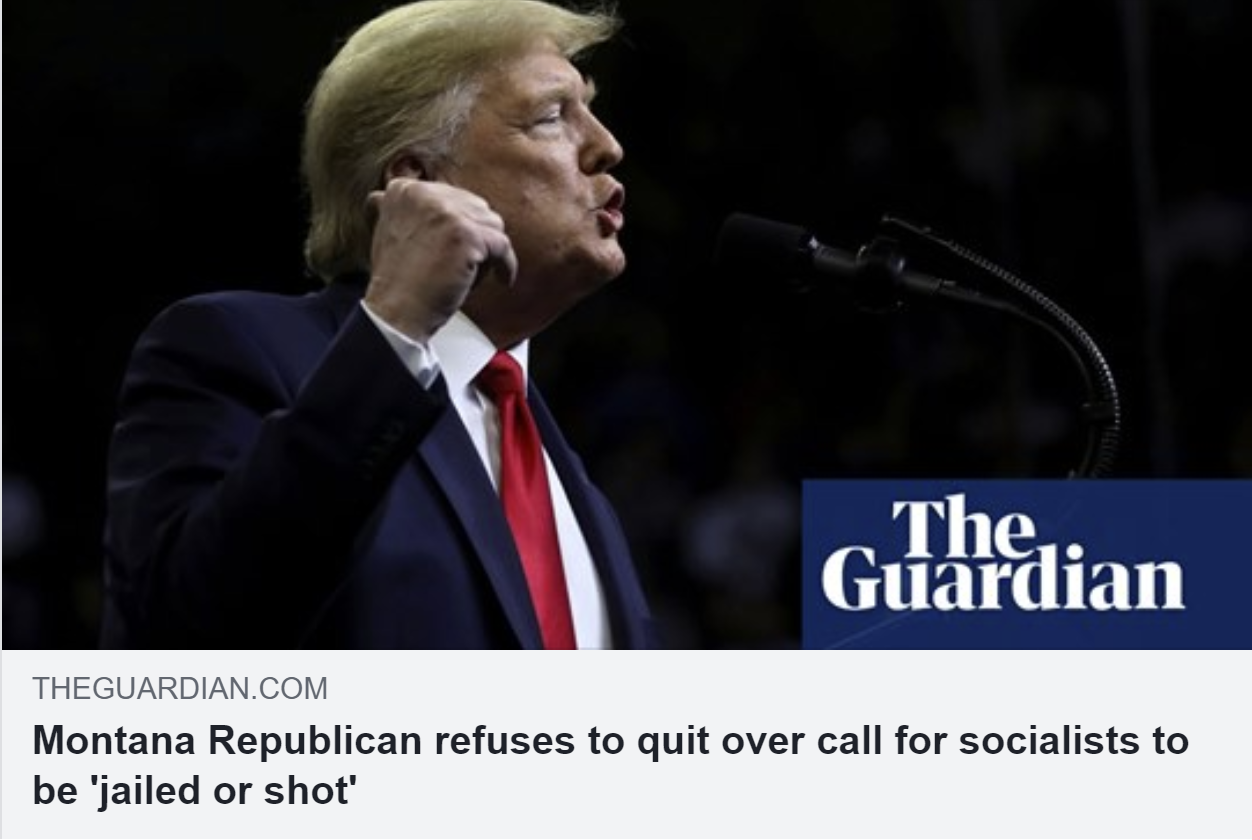 The
Guardian
THEGUARDIAN.COM
Montana Republican refuses to quit over call for socialists to
be 'jailed or shot'